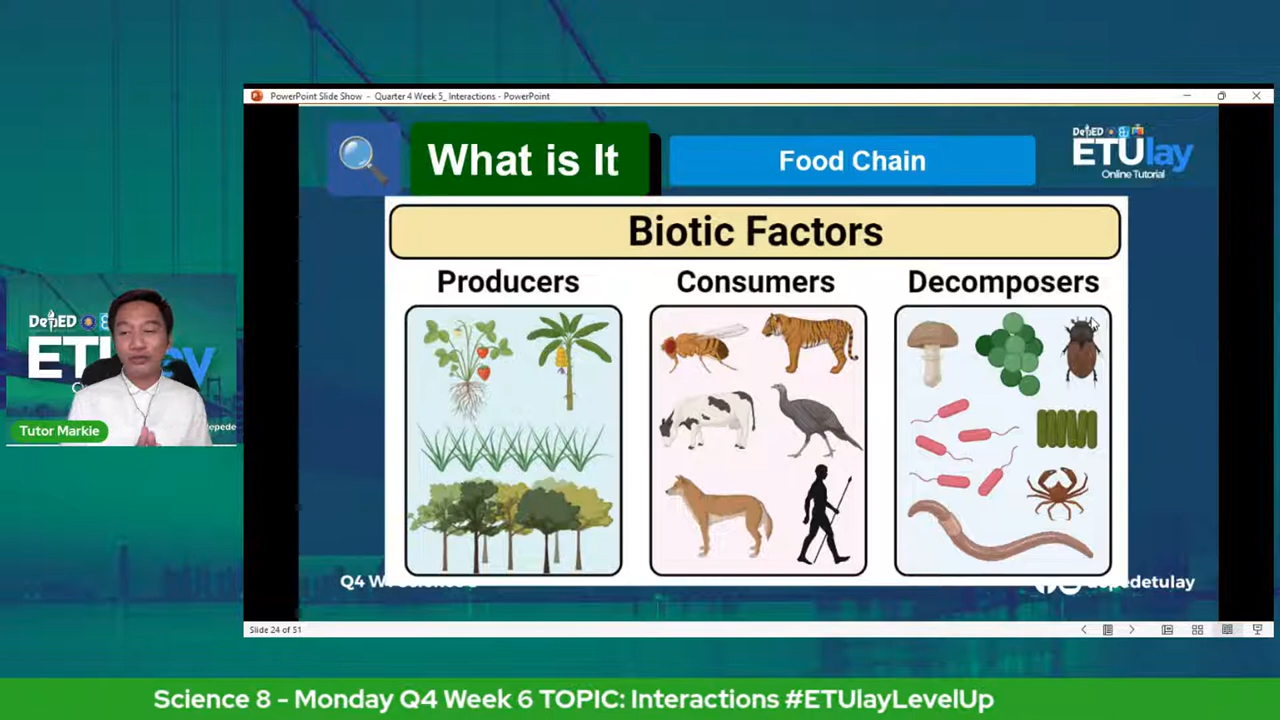 PowerPoint Slide Show - Quarter 4 Week 5_ Interactions - PowerPoint
What is It
Food Chain
DepED
ETUlay
Online Tutorial
Biotic Factors
Producers
Consumers
Decomposers
DepED
Tutor Markie
Q4 W
Slide 24 of 51
Science 8 - Monday Q4 Week 6 TOPIC: Interactions #ETUlayLevelUp